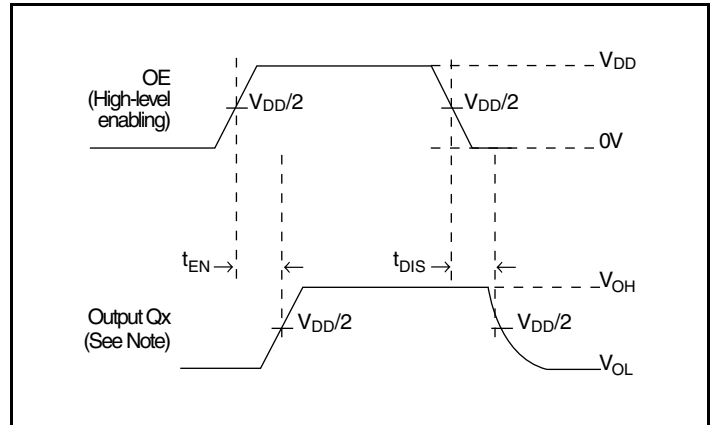 OE
(High-level
enabling)
VDD/2
VDD/2
VDD
0V
tEN
tDIS
Output Qx
(See Note)
VDD/2
VDD/2
VOH
VOL